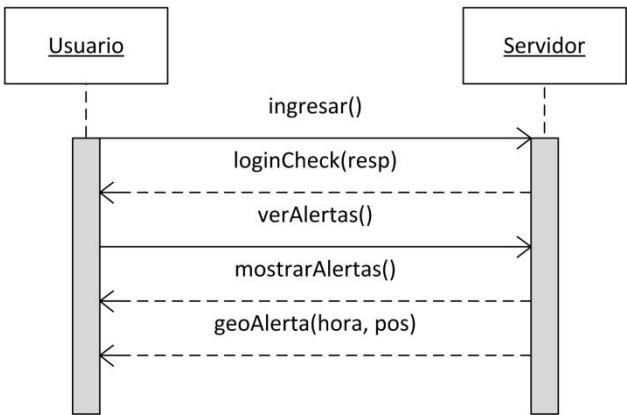 Usuario
Servidor
ingresar()
loginCheck(resp)
verAlertas()
mostrarAlertas()
geoAlerta(hora, pos)